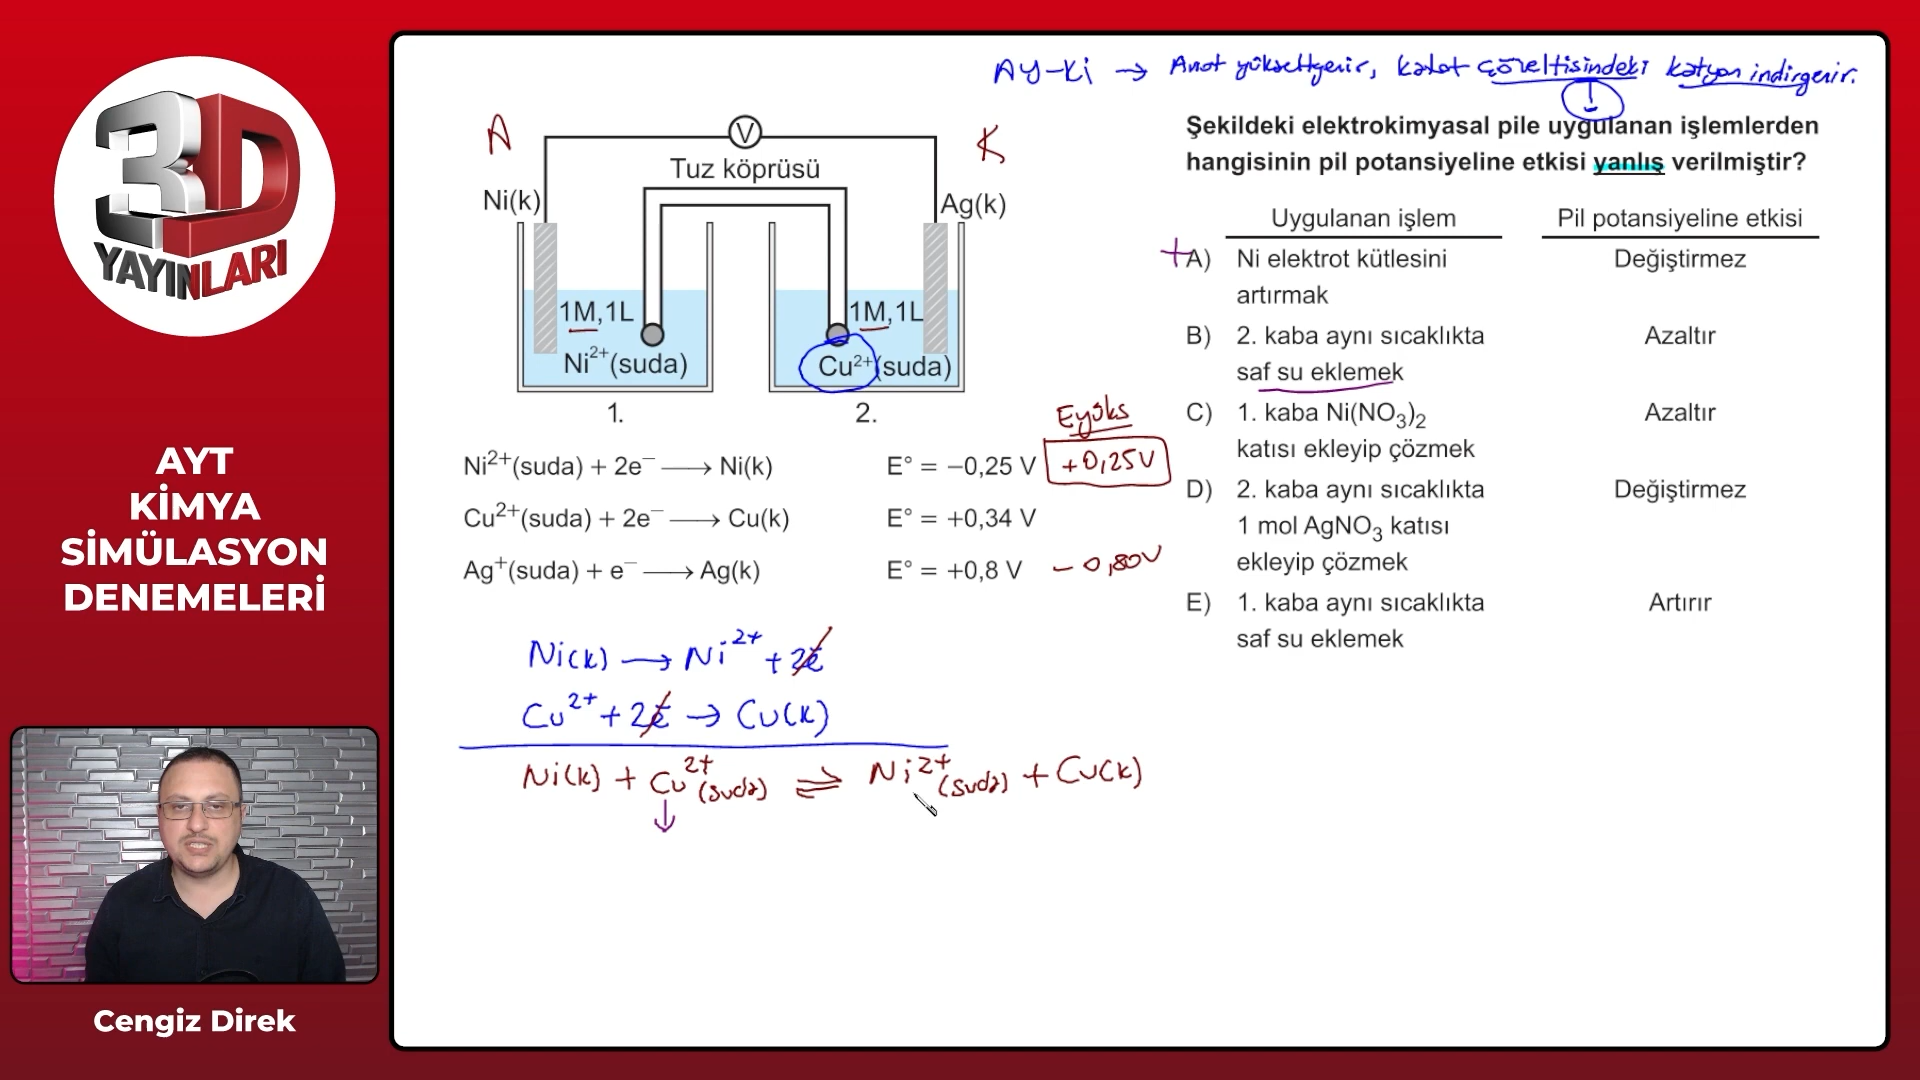 3D
YAYINLARI
AYT
KİMYA
SİMÜLASYON
DENEMELERİ
Cengiz Direk
AY-Ki → Anot yükseltgenir, katot çözeltisindeki katyon indirgenir.
!
A
K
V
Tuz köprüsü
Ni(k)
Ag(k)
1M,1L
1M,1L
Ni²⁺(suda)
Cu²⁺(suda)
1.
2.
Eyüks
Ni²⁺(suda) + 2e⁻ ⟶ Ni(k) E° = −0,25 V +0,25V
Cu²⁺(suda) + 2e⁻ ⟶ Cu(k) E° = +0,34 V
Ag⁺(suda) + e⁻ ⟶ Ag(k) E° = +0,8 V −0,80V
Ni(k) → Ni²⁺ + 2e⁻
Cu²⁺ + 2e⁻ → Cu(k)
Ni(k) + Cu²⁺(suda) ⇌ Ni²⁺(suda) + Cu(k)
↓
Şekildeki elektrokimyasal pile uygulanan işlemlerden
hangisinin pil potansiyeline etkisi yanlış verilmiştir?
Uygulanan işlem Pil potansiyeline etkisi
+A) Ni elektrot kütlesini Değiştirmez
artırmak
B) 2. kaba aynı sıcaklıkta Azaltır
saf su eklemek
C) 1. kaba Ni(NO₃)₂ Azaltır
katısı ekleyip çözmek
D) 2. kaba aynı sıcaklıkta Değiştirmez
1 mol AgNO₃ katısı
ekleyip çözmek
E) 1. kaba aynı sıcaklıkta Artırır
saf su eklemek